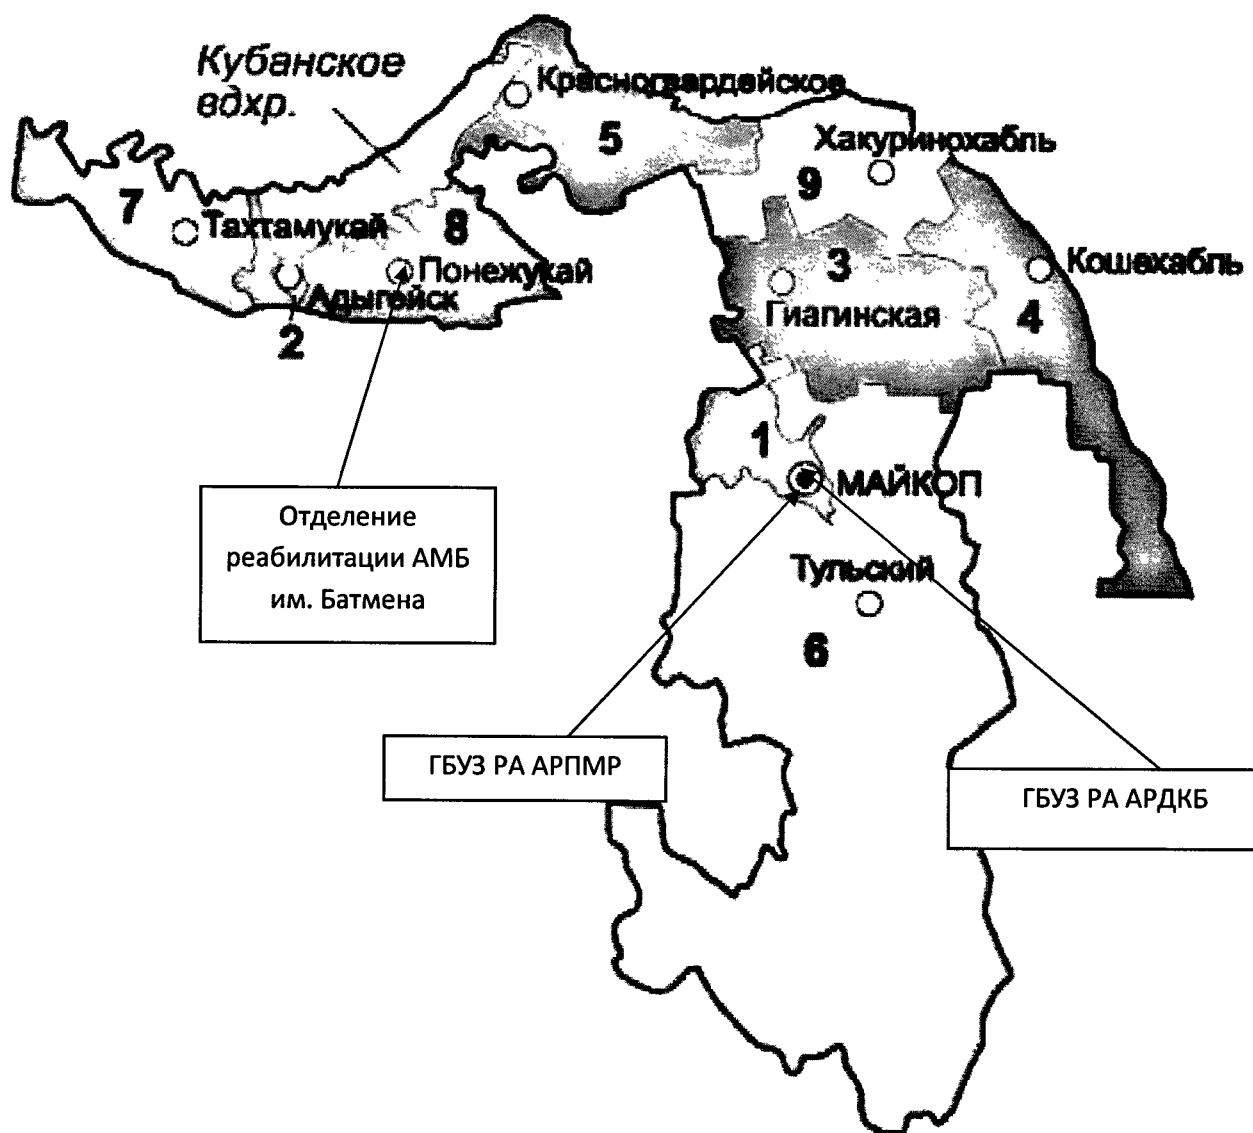 Кубанское
вдхр.
Красногвардейское
5
Хакуринохабль
9
7
Тахтамукай
8
Понежукай
Адыгейск
2
3
Гиагинская
Кошехабль
4
1
МАЙКОП
Отделение
реабилитации АМБ
им. Батмена
Тульский
6
ГБУЗ РА АРПМР
ГБУЗ РА АРДКБ